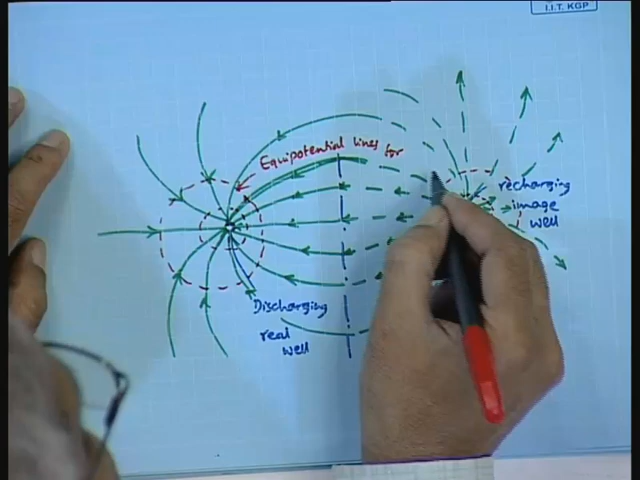 I.I.T. KGP
Equipotential lines for
recharging
image
well
Discharging
real
well